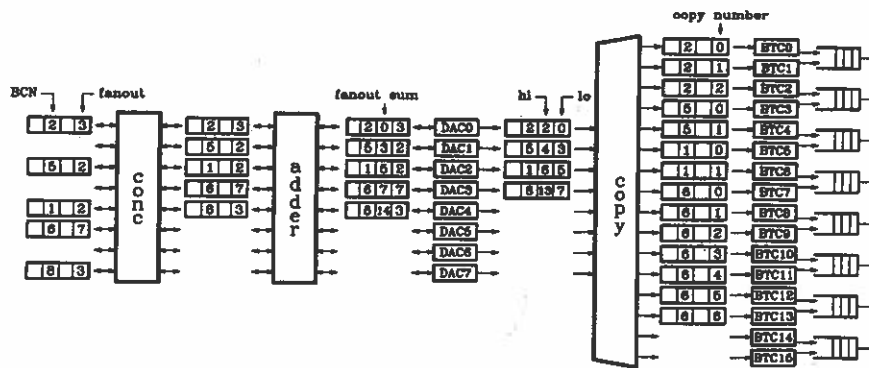 BCN
fanout
2 3
5 2
1 2
6 7
8 3
conc
2 3
5 2
1 2
6 7
8 3
adder
fanout sum
2 0 3
5 3 2
1 5 2
6 7 7
8 14 3
DAC0
DAC1
DAC2
DAC3
DAC4
DAC5
DAC6
DAC7
hi
lo
2 2 0
5 4 3
1 6 5
6 13 7
copy
copy number
2 0
2 1
2 2
5 0
5 1
1 0
1 1
6 0
6 1
6 2
6 3
6 4
6 5
6 6
BTC0
BTC1
BTC2
BTC3
BTC4
BTC5
BTC6
BTC7
BTC8
BTC9
BTC10
BTC11
BTC12
BTC13
BTC14
BTC15